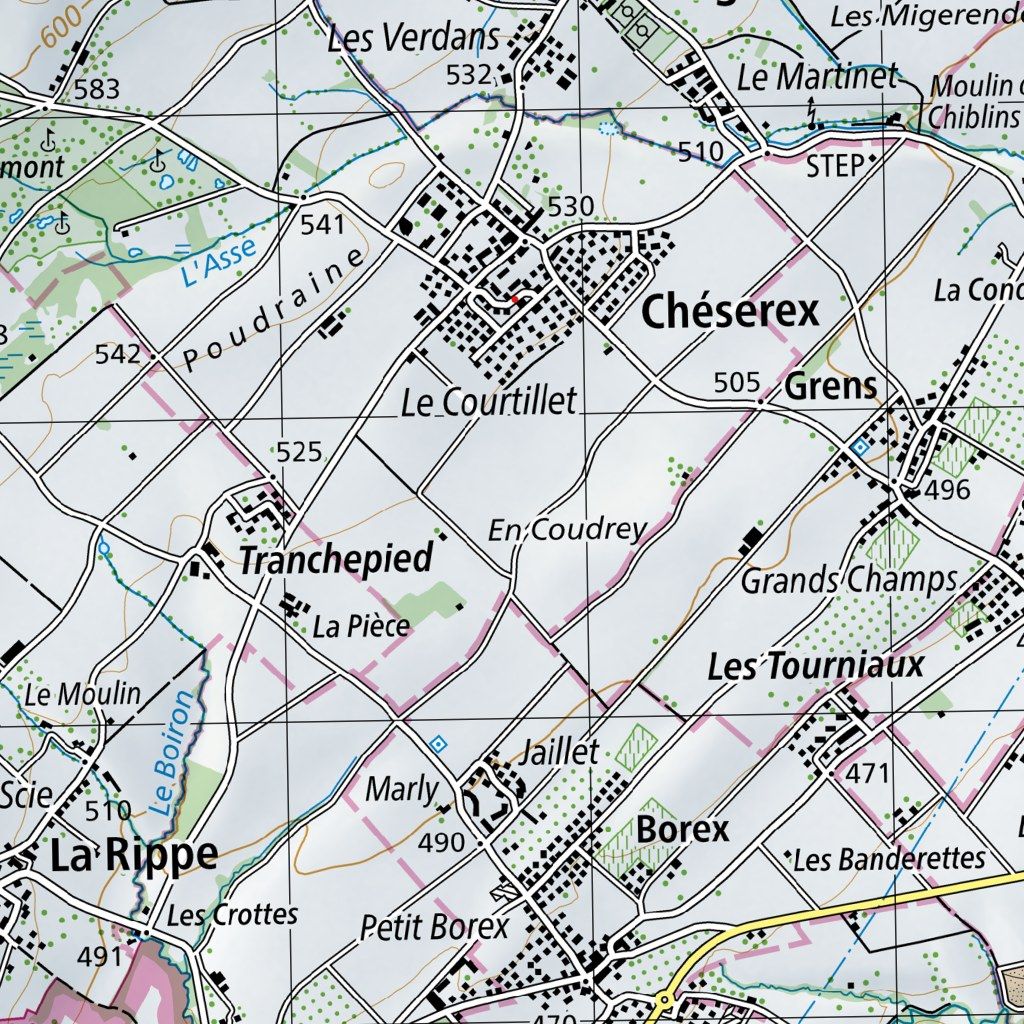 600
Les Verdans
Les Migerend
532
583
Le Martinet
Moulin
Chiblins
510
mont
STEP
530
541
L'Asse
La Cond
Poudraine
Chéserex
542
505
Grens
Le Courtillet
525
496
En Coudrey
Tranchepied
Grands Champs
La Pièce
Les Tourniaux
Le Moulin
Le Boiron
Jaillet
471
Marly
Scie
510
490
Borex
La Rippe
Les Banderettes
Les Crottes
Petit Borex
491
470